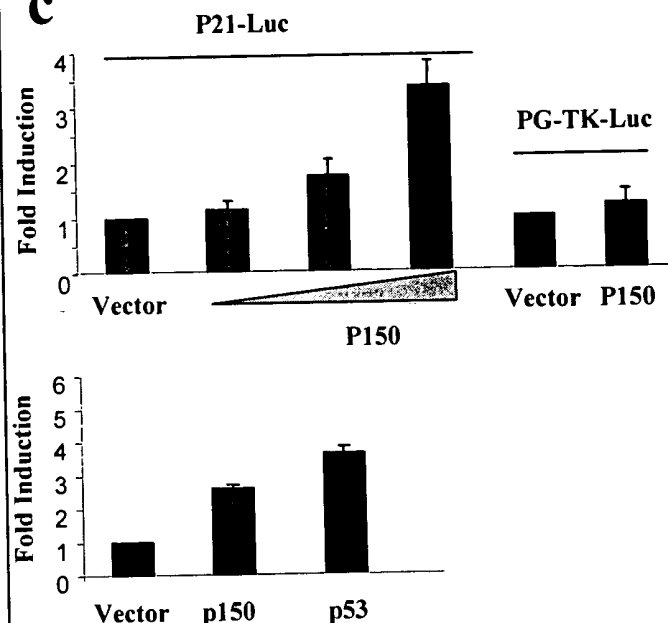 c
P21-Luc
Fold Induction
4
3
2
1
0
PG-TK-Luc
Vector
P150
Vector P150
Fold Induction
6
5
4
3
2
1
0
Vector p150 p53